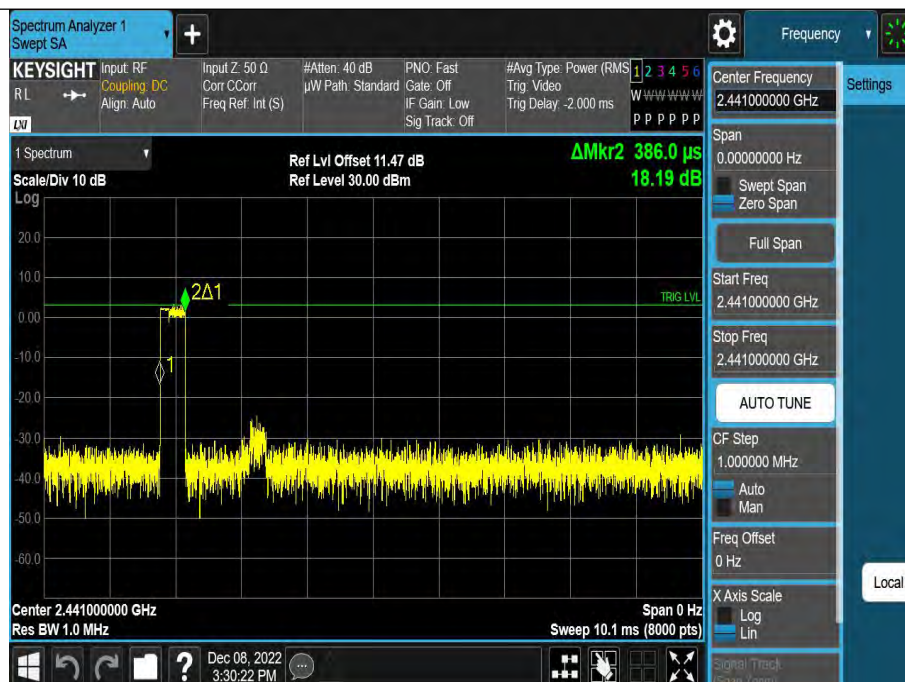 Spectrum Analyzer 1
Swept SA
+
Frequency
KEYSIGHT
RL
LXI
Input: RF
Coupling: DC
Align: Auto
Input Z: 50 Ω
Corr CCorr
Freq Ref: Int (S)
#Atten: 40 dB
µW Path: Standard
PNO: Fast
Gate: Off
IF Gain: Low
Sig Track: Off
#Avg Type: Power (RMS
Trig: Video
Trig Delay: -2.000 ms
1 2 3 4 5 6
W W W W W W
P P P P P P
1 Spectrum
Scale/Div 10 dB
Log
Ref Lvl Offset 11.47 dB
Ref Level 30.00 dBm
ΔMkr2 386.0 µs
18.19 dB
20.0
10.0
0.00
-10.0
-20.0
-30.0
-40.0
-50.0
-60.0
2Δ1
1
TRIG LVL
Center 2.441000000 GHz
Res BW 1.0 MHz
Span 0 Hz
Sweep 10.1 ms (8000 pts)
?
Dec 08, 2022
3:30:22 PM
Center Frequency
2.441000000 GHz
Span
0.00000000 Hz
Swept Span
Zero Span
Full Span
Start Freq
2.441000000 GHz
Stop Freq
2.441000000 GHz
AUTO TUNE
CF Step
1.000000 MHz
Auto
Man
Freq Offset
0 Hz
X Axis Scale
Log
Lin
Signal Track
(Span Zoom)
Settings
Local